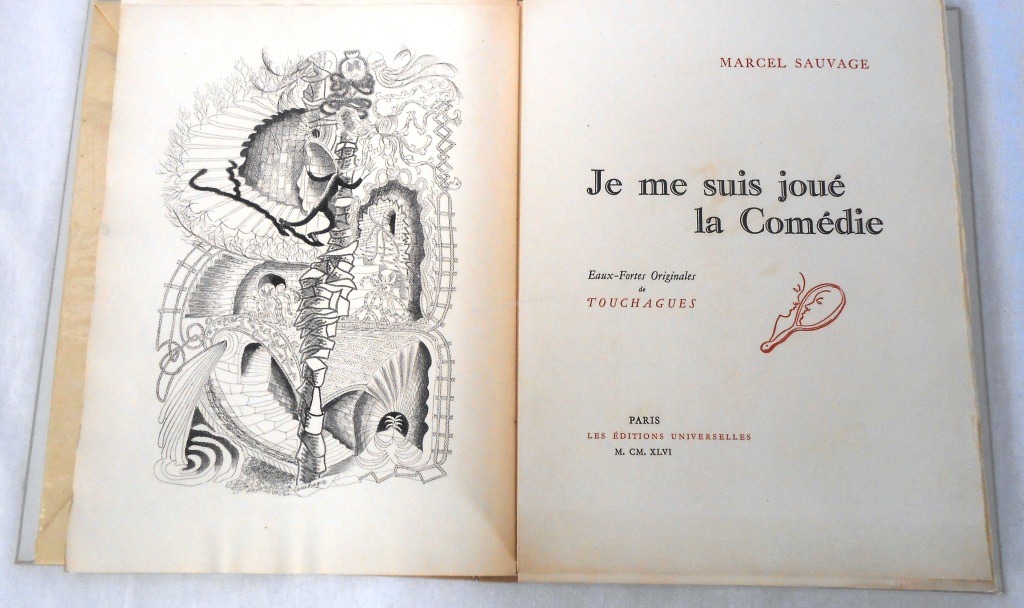 MARCEL SAUVAGE
Je me suis joué
la Comédie
Eaux-Fortes Originales
de
TOUCHAGUES
PARIS
LES ÉDITIONS UNIVERSELLES
M. CM. XLVI